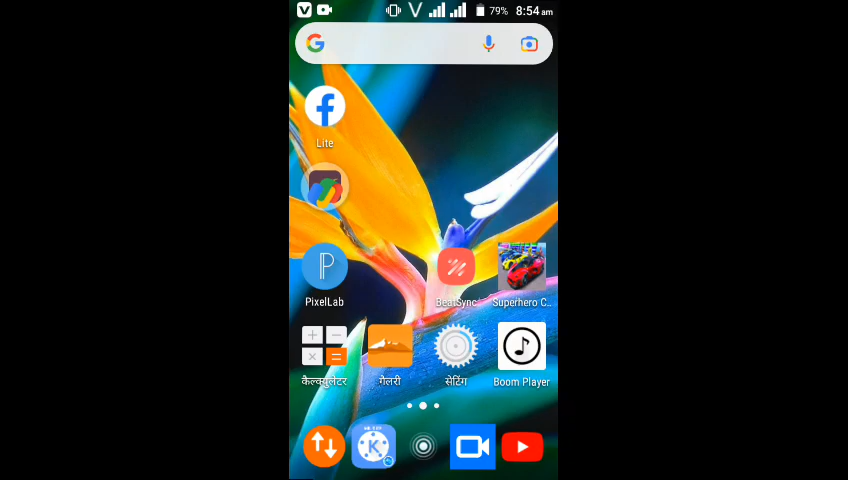 79% 8:54 am
Lite
PixelLab
BeatSync
Superhero C..
कैल्कुलेटर
गैलरी
सेटिंग
Boom Player